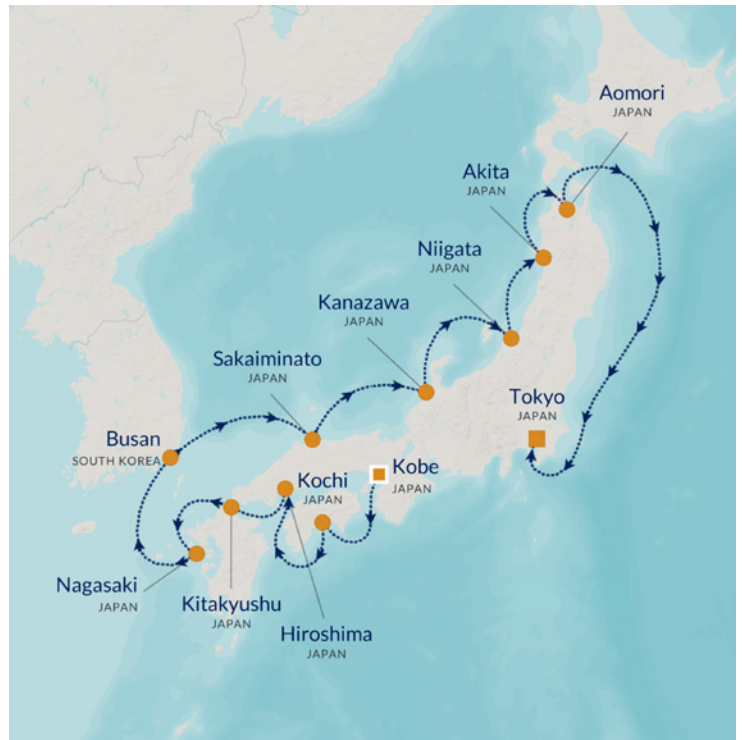 Aomori
JAPAN
Akita
JAPAN
Niigata
JAPAN
Kanazawa
JAPAN
Sakaiminato
JAPAN
Tokyo
JAPAN
Busan
SOUTH KOREA
Kochi
JAPAN
Kobe
JAPAN
Nagasaki
JAPAN
Kitakyushu
JAPAN
Hiroshima
JAPAN